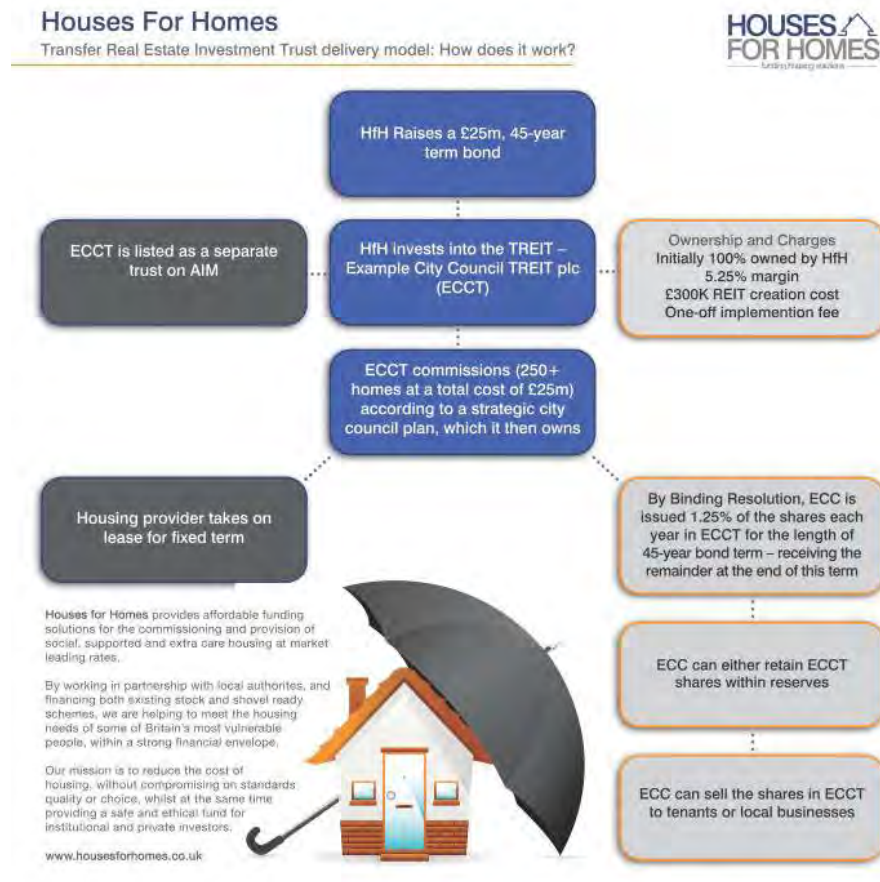 Houses For Homes
Transfer Real Estate Investment Trust delivery model: How does it work?
HOUSES
FOR HOMES
funding housing solutions
HfH Raises a £25m, 45-year
term bond
ECCT is listed as a separate
trust on AIM
HfH invests into the TREIT –
Example City Council TREIT plc
(ECCT)
Ownership and Charges
Initially 100% owned by HfH
5.25% margin
£300K REIT creation cost
One-off implemention fee
ECCT commissions (250+
homes at a total cost of £25m)
according to a strategic city
council plan, which it then owns
Housing provider takes on
lease for fixed term
By Binding Resolution, ECC is
issued 1.25% of the shares each
year in ECCT for the length of
45-year bond term – receiving the
remainder at the end of this term
ECC can either retain ECCT
shares within reserves
ECC can sell the shares in ECCT
to tenants or local businesses
Houses for Homes provides affordable funding
solutions for the commissioning and provision of
social, supported and extra care housing at market
leading rates.
By working in partnership with local authorites, and
financing both existing stock and shovel ready
schemes, we are helping to meet the housing
needs of some of Britain's most vulnerable
people, within a strong financial envelope.
Our mission is to reduce the cost of
housing, without compromising on standards
quality or choice, whilst at the same time
providing a safe and ethical fund for
institutional and private investors.
www.housesforhomes.co.uk